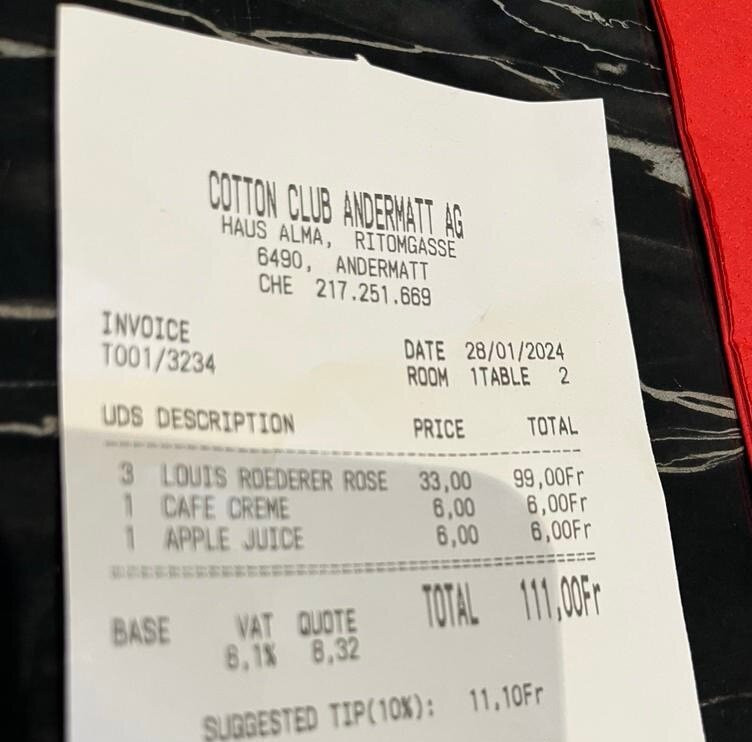 COTTON CLUB ANDERMATT AG
HAUS ALMA, RITOMGASSE
6490, ANDERMATT
CHE 217.251.669
INVOICE
T001/3234
DATE 28/01/2024
ROOM 1TABLE 2
UDS DESCRIPTION PRICE TOTAL
3 LOUIS ROEDERER ROSE 33,00 99,00Fr
1 CAFE CREME 6,00 6,00Fr
1 APPLE JUICE 6,00 6,00Fr
TOTAL 111,00Fr
BASE VAT QUOTE
8,1% 8,32
SUGGESTED TIP(10%): 11,10Fr